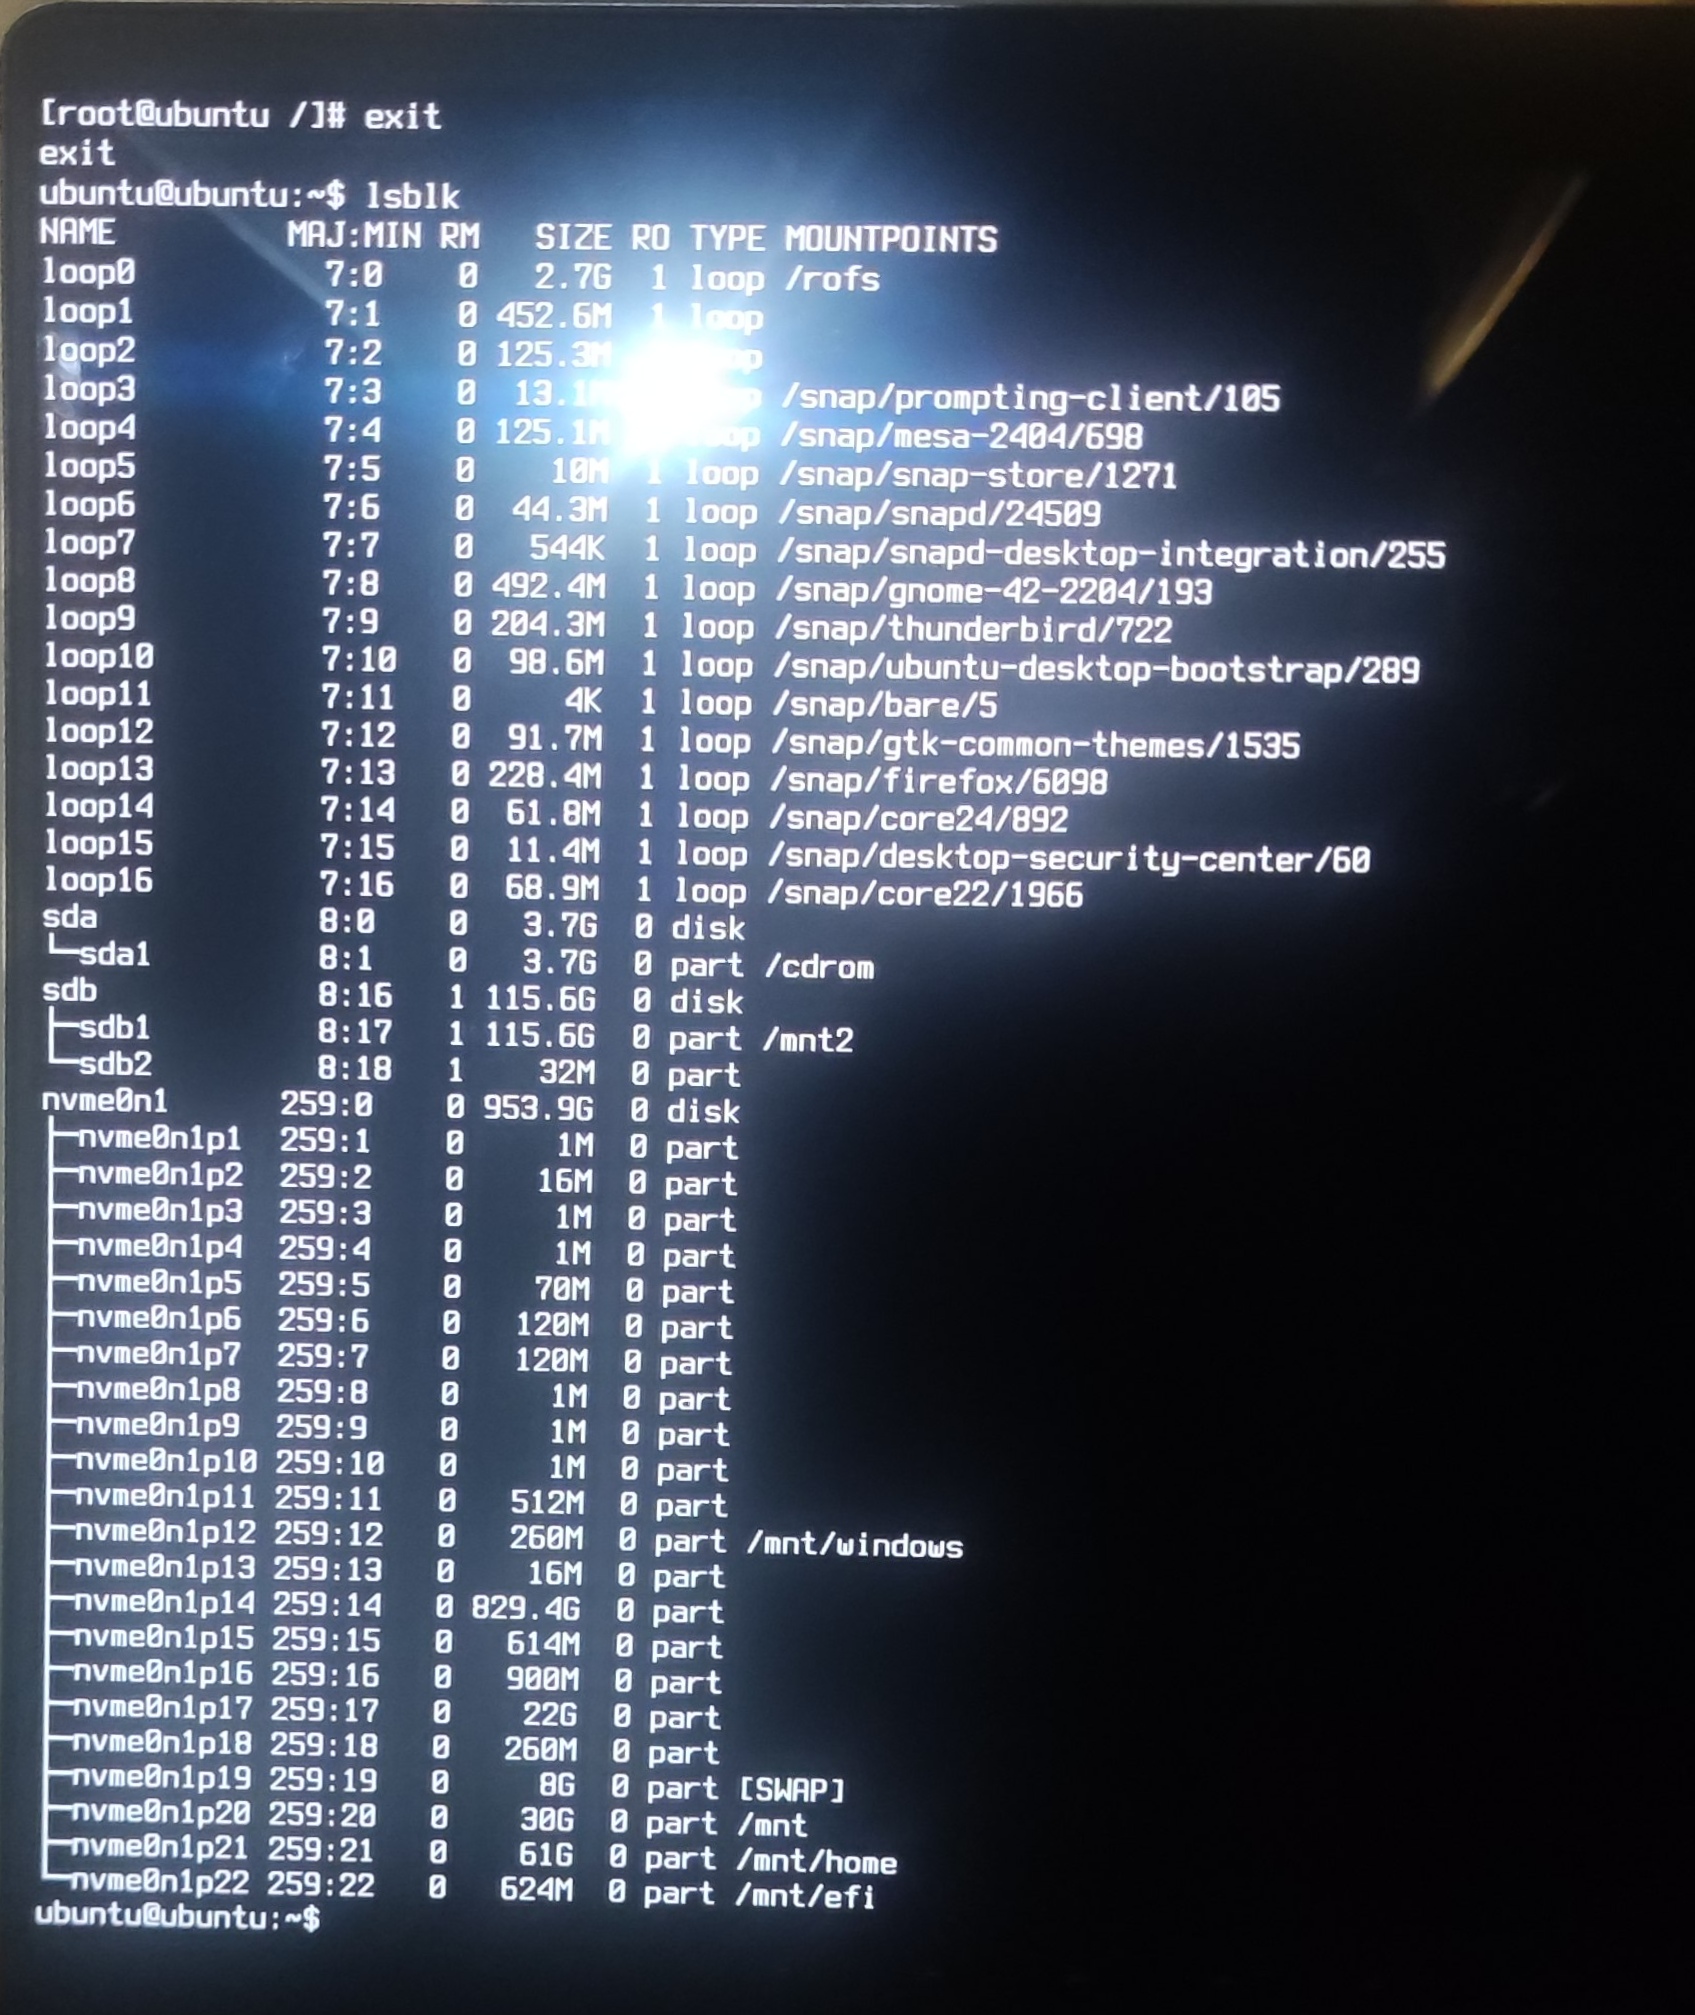 [root@ubuntu /]# exit
exit
ubuntu@ubuntu:~$ lsblk
NAME MAJ:MIN RM SIZE RO TYPE MOUNTPOINTS
loop0 7:0 0 2.7G 1 loop /rofs
loop1 7:1 0 452.6M 1 loop
loop2 7:2 0 125.3M
loop3 7:3 0 /snap/prompting-client/105
loop4 7:4 0 125.1M loop /snap/mesa-2404/698
loop5 7:5 0 10M 1 loop /snap/snap-store/1271
loop6 7:6 0 44.3M 1 loop /snap/snapd/24509
loop7 7:7 0 544K 1 loop /snap/snapd-desktop-integration/255
loop8 7:8 0 492.4M 1 loop /snap/gnome-42-2204/193
loop9 7:9 0 204.3M 1 loop /snap/thunderbird/722
loop10 7:10 0 98.6M 1 loop /snap/ubuntu-desktop-bootstrap/289
loop11 7:11 0 4K 1 loop /snap/bare/5
loop12 7:12 0 91.7M 1 loop /snap/gtk-common-themes/1535
loop13 7:13 0 228.4M 1 loop /snap/firefox/6098
loop14 7:14 0 61.8M 1 loop /snap/core24/892
loop15 7:15 0 11.4M 1 loop /snap/desktop-security-center/60
loop16 7:16 0 68.9M 1 loop /snap/core22/1966
sda 8:0 0 3.7G 0 disk
└─sda1 8:1 0 3.7G 0 part /cdrom
sdb 8:16 1 115.6G 0 disk
├─sdb1 8:17 1 115.6G 0 part /mnt2
└─sdb2 8:18 1 32M 0 part
nvme0n1 259:0 0 953.9G 0 disk
├─nvme0n1p1 259:1 0 1M 0 part
├─nvme0n1p2 259:2 0 16M 0 part
├─nvme0n1p3 259:3 0 1M 0 part
├─nvme0n1p4 259:4 0 1M 0 part
├─nvme0n1p5 259:5 0 70M 0 part
├─nvme0n1p6 259:6 0 120M 0 part
├─nvme0n1p7 259:7 0 120M 0 part
├─nvme0n1p8 259:8 0 1M 0 part
├─nvme0n1p9 259:9 0 1M 0 part
├─nvme0n1p10 259:10 0 1M 0 part
├─nvme0n1p11 259:11 0 512M 0 part
├─nvme0n1p12 259:12 0 260M 0 part /mnt/windows
├─nvme0n1p13 259:13 0 16M 0 part
├─nvme0n1p14 259:14 0 829.4G 0 part
├─nvme0n1p15 259:15 0 614M 0 part
├─nvme0n1p16 259:16 0 900M 0 part
├─nvme0n1p17 259:17 0 22G 0 part
├─nvme0n1p18 259:18 0 260M 0 part
├─nvme0n1p19 259:19 0 8G 0 part [SWAP]
├─nvme0n1p20 259:20 0 30G 0 part /mnt
├─nvme0n1p21 259:21 0 61G 0 part /mnt/home
└─nvme0n1p22 259:22 0 624M 0 part /mnt/efi
ubuntu@ubuntu:~$